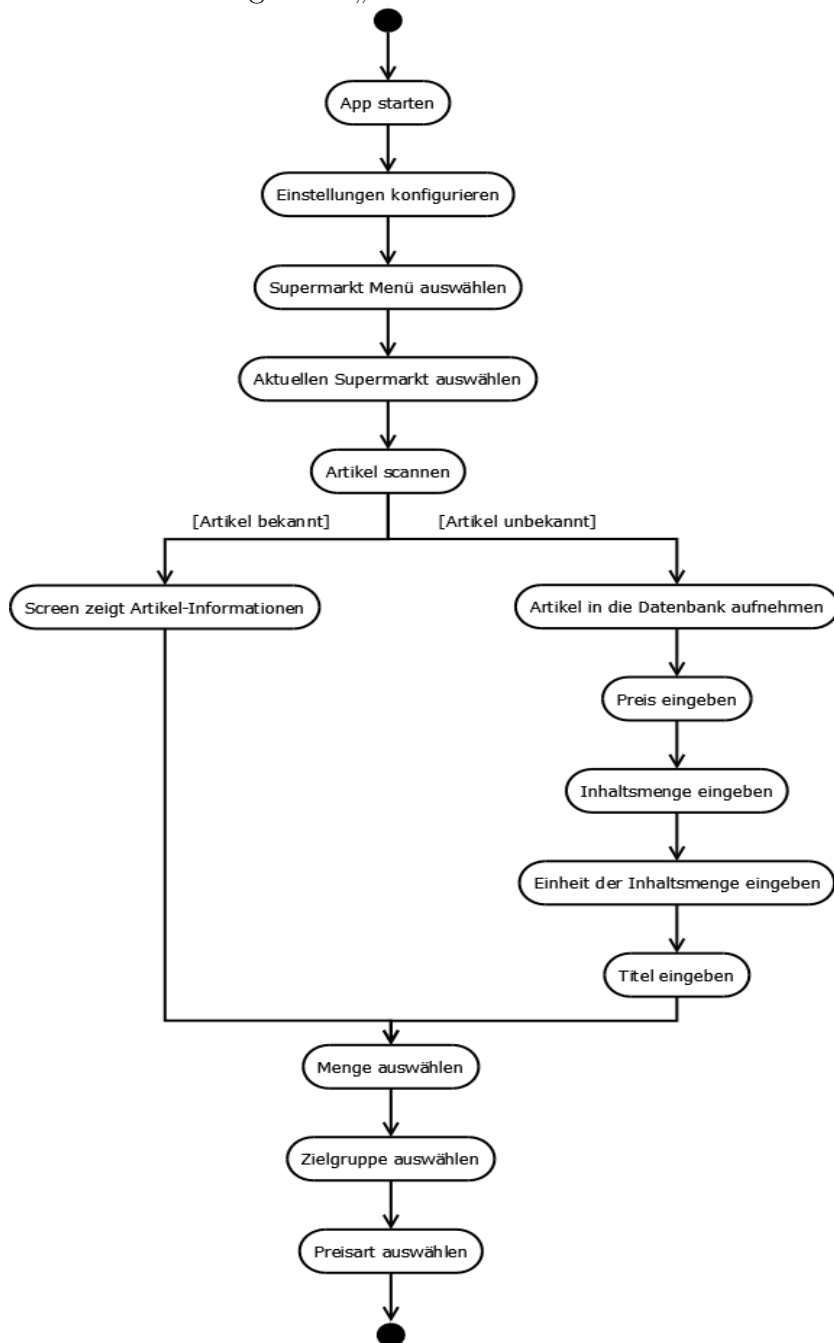 App starten
Einstellungen konfigurieren
Supermarkt Menü auswählen
Aktuellen Supermarkt auswählen
Artikel scannen
[Artikel bekannt] [Artikel unbekannt]
Screen zeigt Artikel-Informationen
Artikel in die Datenbank aufnehmen
Preis eingeben
Inhaltsmenge eingeben
Einheit der Inhaltsmenge eingeben
Titel eingeben
Menge auswählen
Zielgruppe auswählen
Preisart auswählen